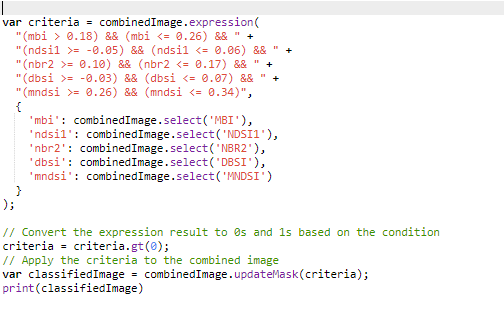 var criteria = combinedImage.expression(
"(mbi > 0.18) && (mbi <= 0.26) && " +
"(ndsi1 >= -0.05) && (ndsi1 <= 0.06) && " +
"(nbr2 >= 0.10) && (nbr2 <= 0.17) && " +
"(dbsi >= -0.03) && (dbsi <= 0.07) && " +
"(mndsi >= 0.26) && (mndsi <= 0.34)",
{
'mbi': combinedImage.select('MBI'),
'ndsi1': combinedImage.select('NDSI1'),
'nbr2': combinedImage.select('NBR2'),
'dbsi': combinedImage.select('DBSI'),
'mndsi': combinedImage.select('MNDSI')
}
);
// Convert the expression result to 0s and 1s based on the condition
criteria = criteria.gt(0);
// Apply the criteria to the combined image
var classifiedImage = combinedImage.updateMask(criteria);
print(classifiedImage)